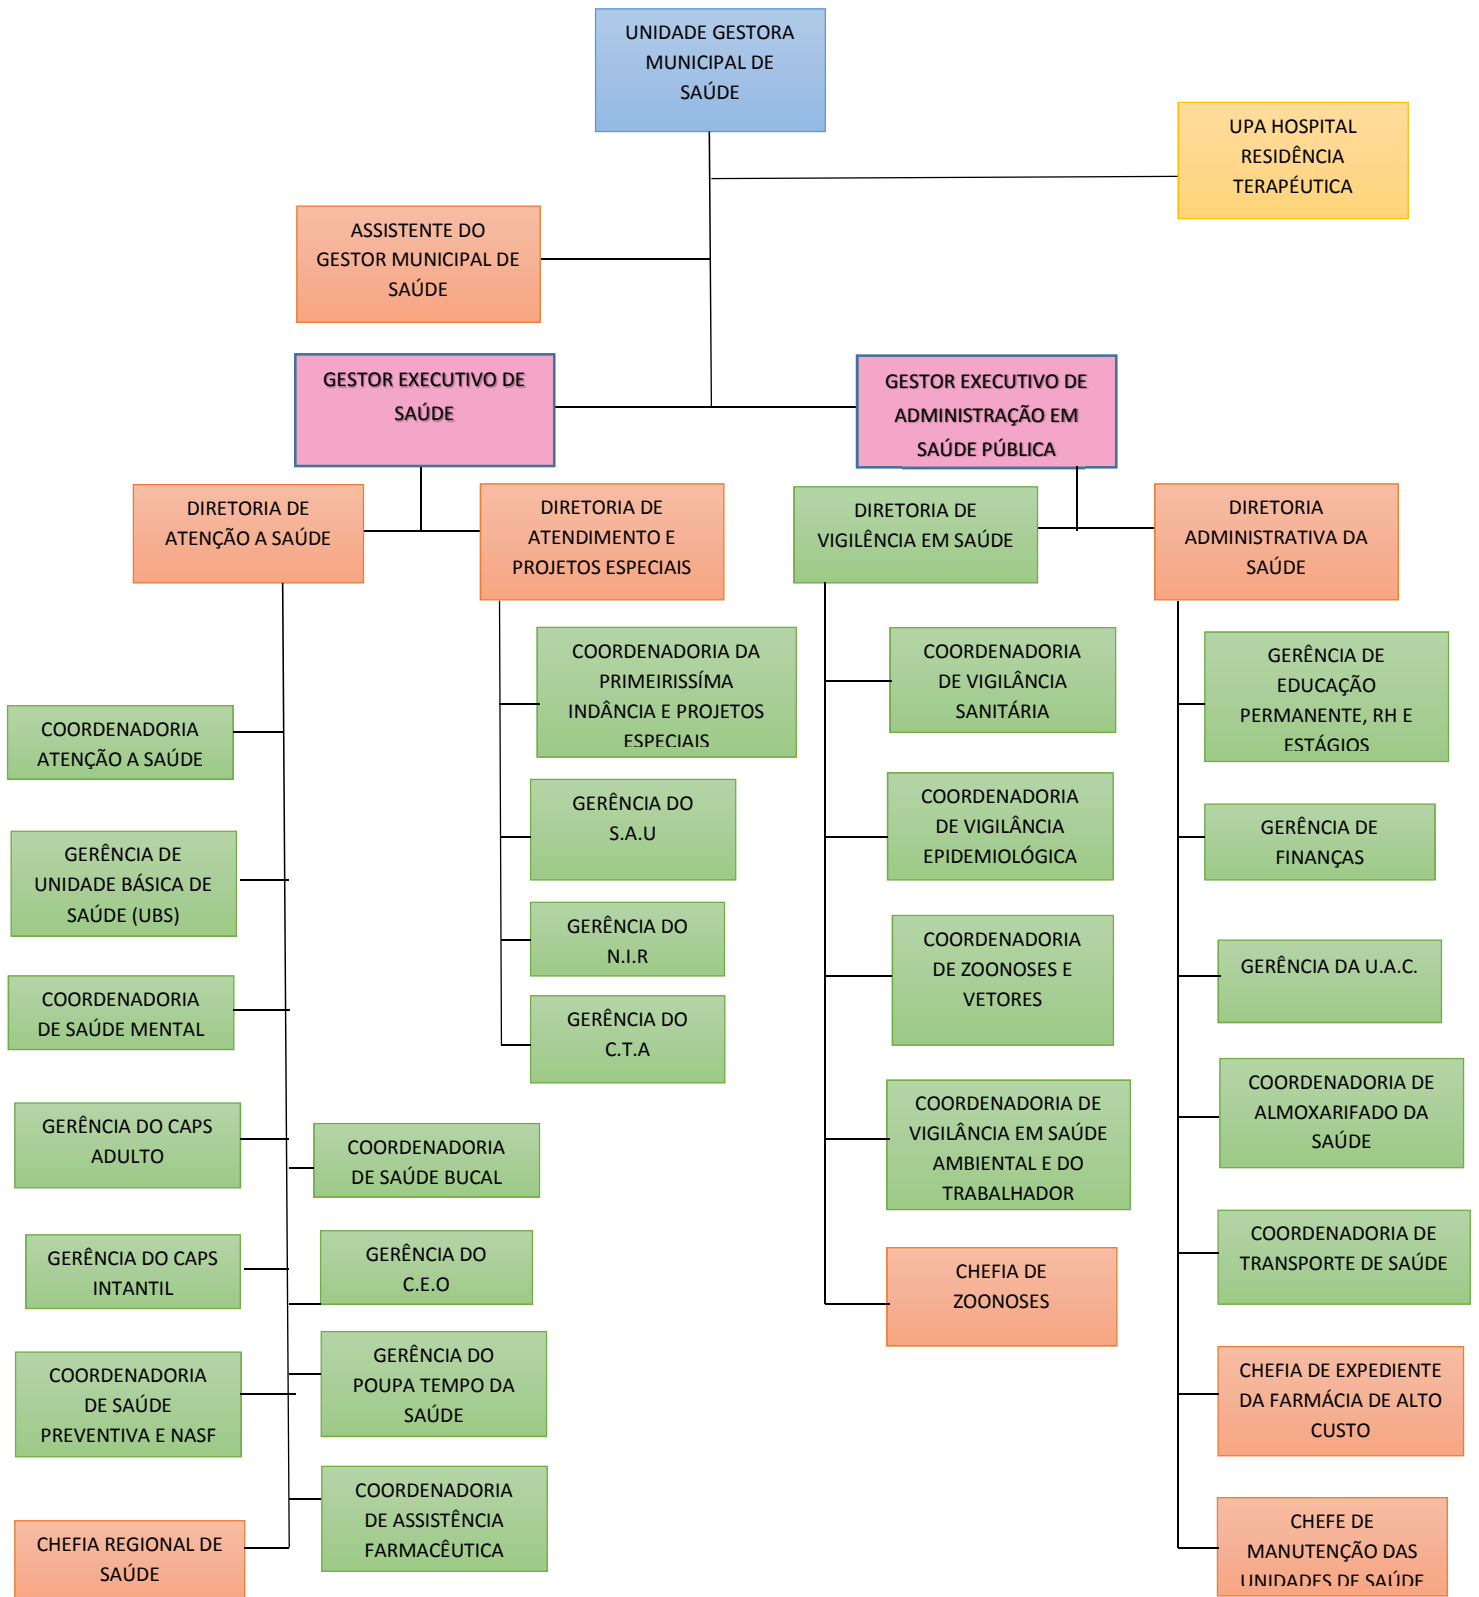 UNIDADE GESTORA
MUNICIPAL DE
SAÚDE
UPA HOSPITAL
RESIDÊNCIA
TERAPÉUTICA
ASSISTENTE DO
GESTOR MUNICIPAL DE
SAÚDE
GESTOR EXECUTIVO DE
SAÚDE
GESTOR EXECUTIVO DE
ADMINISTRAÇÃO EM
SAÚDE PÚBLICA
DIRETORIA DE
ATENÇÃO A SAÚDE
DIRETORIA DE
ATENDIMENTO E
PROJETOS ESPECIAIS
DIRETORIA DE
VIGILÊNCIA EM SAÚDE
DIRETORIA
ADMINISTRATIVA DA
SAÚDE
COORDENADORIA
ATENÇÃO A SAÚDE
GERÊNCIA DE
UNIDADE BÁSICA DE
SAÚDE (UBS)
COORDENADORIA
DE SAÚDE MENTAL
GERÊNCIA DO CAPS
ADULTO
GERÊNCIA DO CAPS
INTANTIL
COORDENADORIA
DE SAÚDE
PREVENTIVA E NASF
CHEFIA REGIONAL DE
SAÚDE
COORDENADORIA
DE SAÚDE BUCAL
GERÊNCIA DO
C.E.O
GERÊNCIA DO
POUPA TEMPO DA
SAÚDE
COORDENADORIA
DE ASSISTÊNCIA
FARMACÊUTICA
COORDENADORIA DA
PRIMEIRISSÍMA
INDÂNCIA E PROJETOS
ESPECIAIS
GERÊNCIA DO
S.A.U
GERÊNCIA DO
N.I.R
GERÊNCIA DO
C.T.A
COORDENADORIA
DE VIGILÂNCIA
SANITÁRIA
COORDENADORIA
DE VIGILÂNCIA
EPIDEMIOLÓGICA
COORDENADORIA
DE ZOONOSES E
VETORES
COORDENADORIA DE
VIGILÂNCIA EM SAÚDE
AMBIENTAL E DO
TRABALHADOR
CHEFIA DE
ZOONOSES
GERÊNCIA DE
EDUCAÇÃO
PERMANENTE, RH E
ESTÁGIOS
GERÊNCIA DE
FINANÇAS
GERÊNCIA DA U.A.C.
COORDENADORIA DE
ALMOXARIFADO DA
SAÚDE
COORDENADORIA DE
TRANSPORTE DE SAÚDE
CHEFIA DE EXPEDIENTE
DA FARMÁCIA DE ALTO
CUSTO
CHEFE DE
MANUTENÇÃO DAS
UNIDADES DE SAÚDE